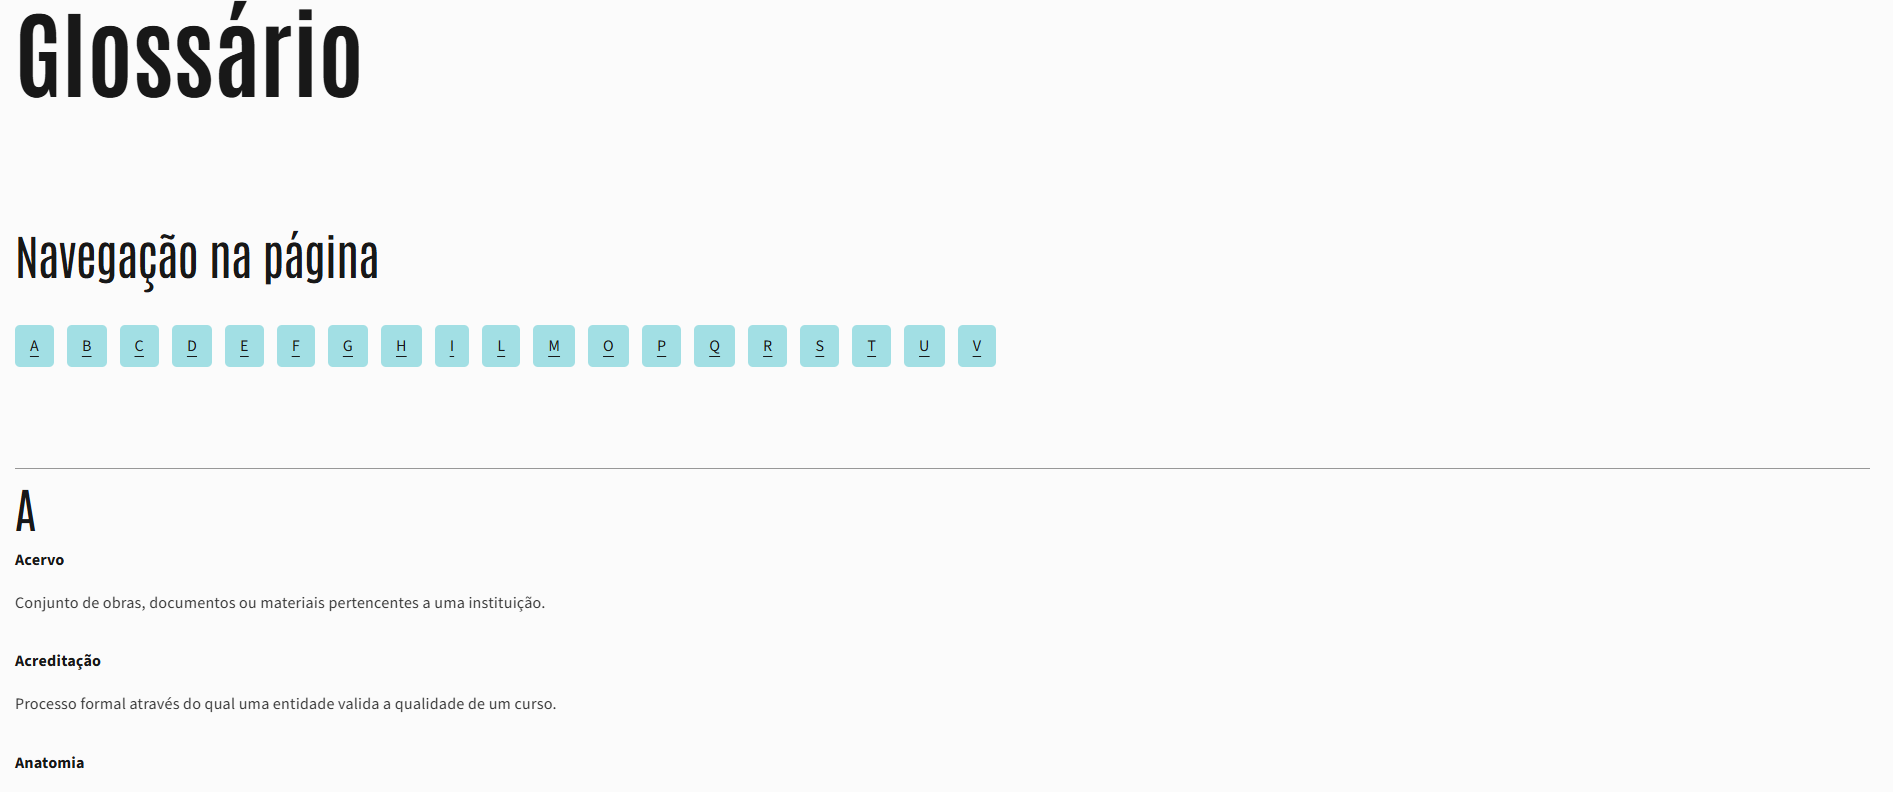 Glossário
Navegação na página
A B C D E F G H I L M O P Q R S T U V
A
Acervo
Conjunto de obras, documentos ou materiais pertencentes a uma instituição.
Acreditação
Processo formal através do qual uma entidade valida a qualidade de um curso.
Anatomia